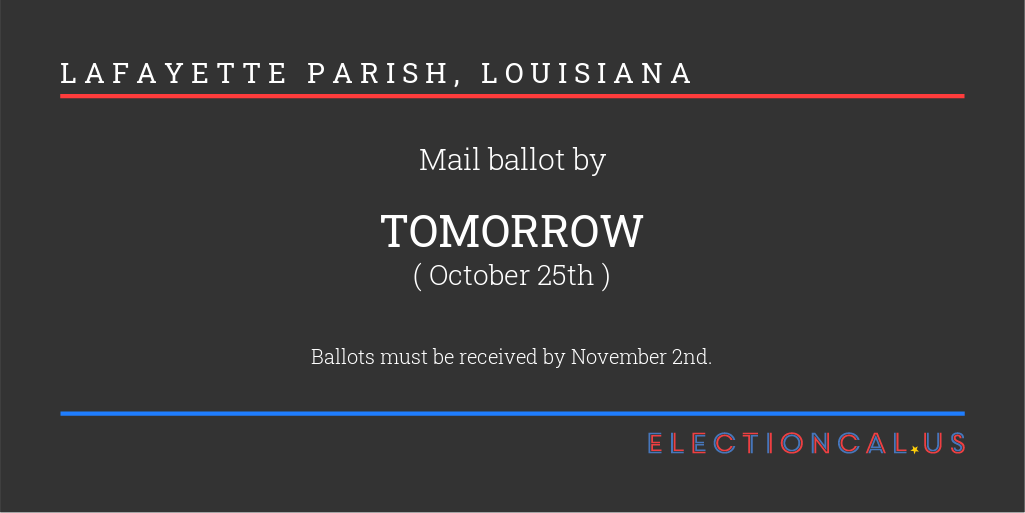 LAFAYETTE PARISH, LOUISIANA
Mail ballot by
TOMORROW
( October 25th )
Ballots must be received by November 2nd.
ELECTIONCAL.US